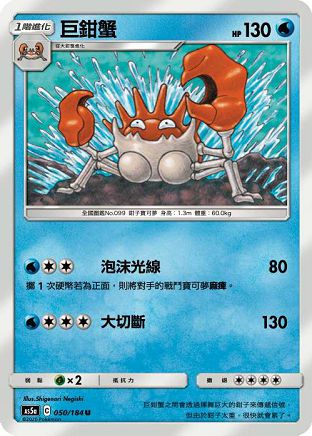 1階進化
巨鉗蟹
HP 130
從大鉗蟹進化
全國圖鑑No.099 鉗子寶可夢 身高：1.3m 體重：60.0kg
泡沫光線 80
擲1次硬幣若為正面，則將對手的戰鬥寶可夢麻痺。
大切斷 130
弱點 ×2 抵抗力 撤退
Illus.Shigenori Negishi
AS5a C 050/184 U
©2020 Pokémon
巨鉗蟹之間會透過揮舞巨大的鉗子來傳遞信號。
但由於鉗子太重，很快就會累了。